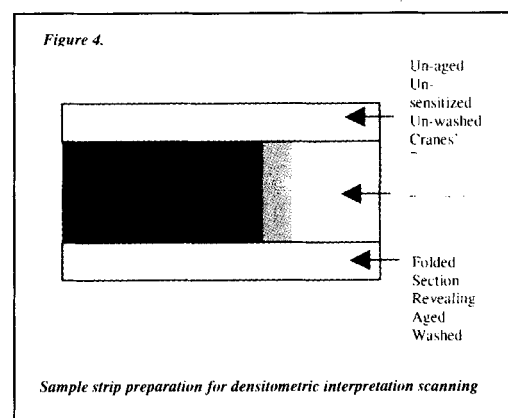 Figure 4.
Un-aged
Un-
sensitized
Un-washed
Cranes'
Folded
Section
Revealing
Aged
Washed
Sample strip preparation for densitometric interpretation scanning